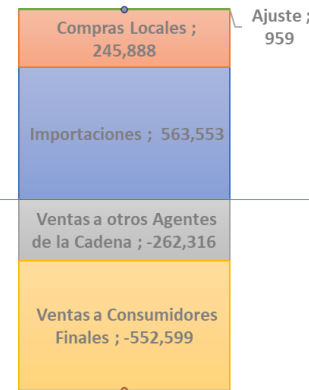 Ajuste ;
959
Compras Locales ;
245,888
Importaciones ; 563,553
Ventas a otros Agentes
de la Cadena ; -262,316
Ventas a Consumidores
Finales ; -552,599